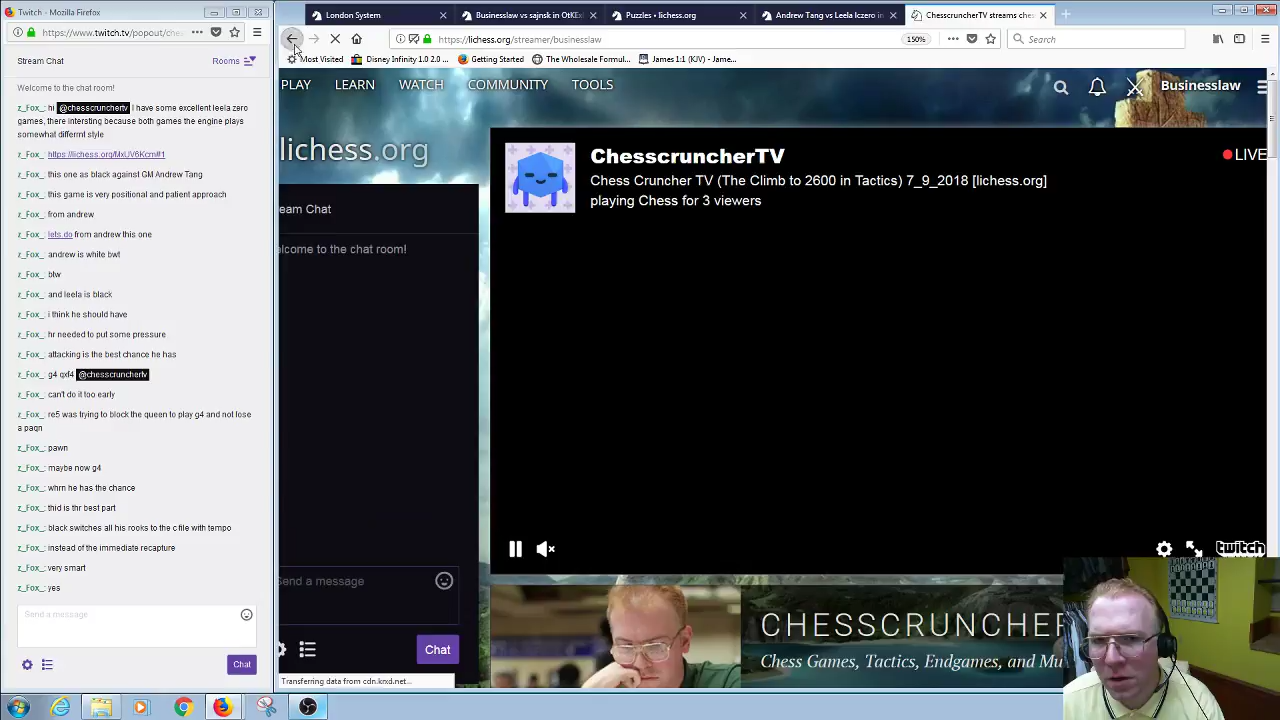 Twitch - Mozilla Firefox
https://www.twitch.tv/popout/che
Stream Chat
Rooms
Welcome to the chat room!
z_Fox_: hi @chesscrunchertv I have some excellent leela zero
games, there intersting because both games the engine plays
somewhat differrnt style
z_Fox_: https://lichess.org/MxUV6Kcm#1
z_Fox_: this one as black against GM Andrew Tang
z_Fox_: this game is very positional and patient approach
z_Fox_: from andrew
z_Fox_: lets.do from andrew this one
z_Fox_: andrew is white bwt
z_Fox_: btw
z_Fox_: and leela is black
z_Fox_: i think he should have
z_Fox_: hr needed to put some pressure
z_Fox_: attacking is the best chance he has
z_Fox_: g4 qxf4 @chesscrunchertv
z_Fox_: can't do it too early
z_Fox_: re5 was trying to block the queen to play g4 and not lose
a paqn
z_Fox_: pawn
z_Fox_: maybe now g4
z_Fox_: whrn he has the chance
z_Fox_: thid is thr best part
z_Fox_: black switches all his rooks to the c file with tempo
z_Fox_: instead of the immediate recapture
z_Fox_: very smart
z_Fox_: yes
Send a message
Chat
London System
Businesslaw vs sajnsk in OtKEa
Puzzles • lichess.org
Andrew Tang vs Leela lczero in
ChesscruncherTV streams ches
https://lichess.org/streamer/businesslaw
150%
Search
Most Visited
Disney Infinity 1.0 2.0 ...
Getting Started
The Wholesale Formul...
James 1:1 (KJV) - Jame...
PLAY
LEARN
WATCH
COMMUNITY
TOOLS
Businesslaw
lichess.org
eam Chat
elcome to the chat room!
Send a message
Chat
Transferring data from cdn.krxd.net...
ChesscruncherTV
Chess Cruncher TV (The Climb to 2600 in Tactics) 7_9_2018 [lichess.org]
playing Chess for 3 viewers
LIVE
twitch
CHESSCRUNCHER
Chess Games, Tactics, Endgames, and Mu